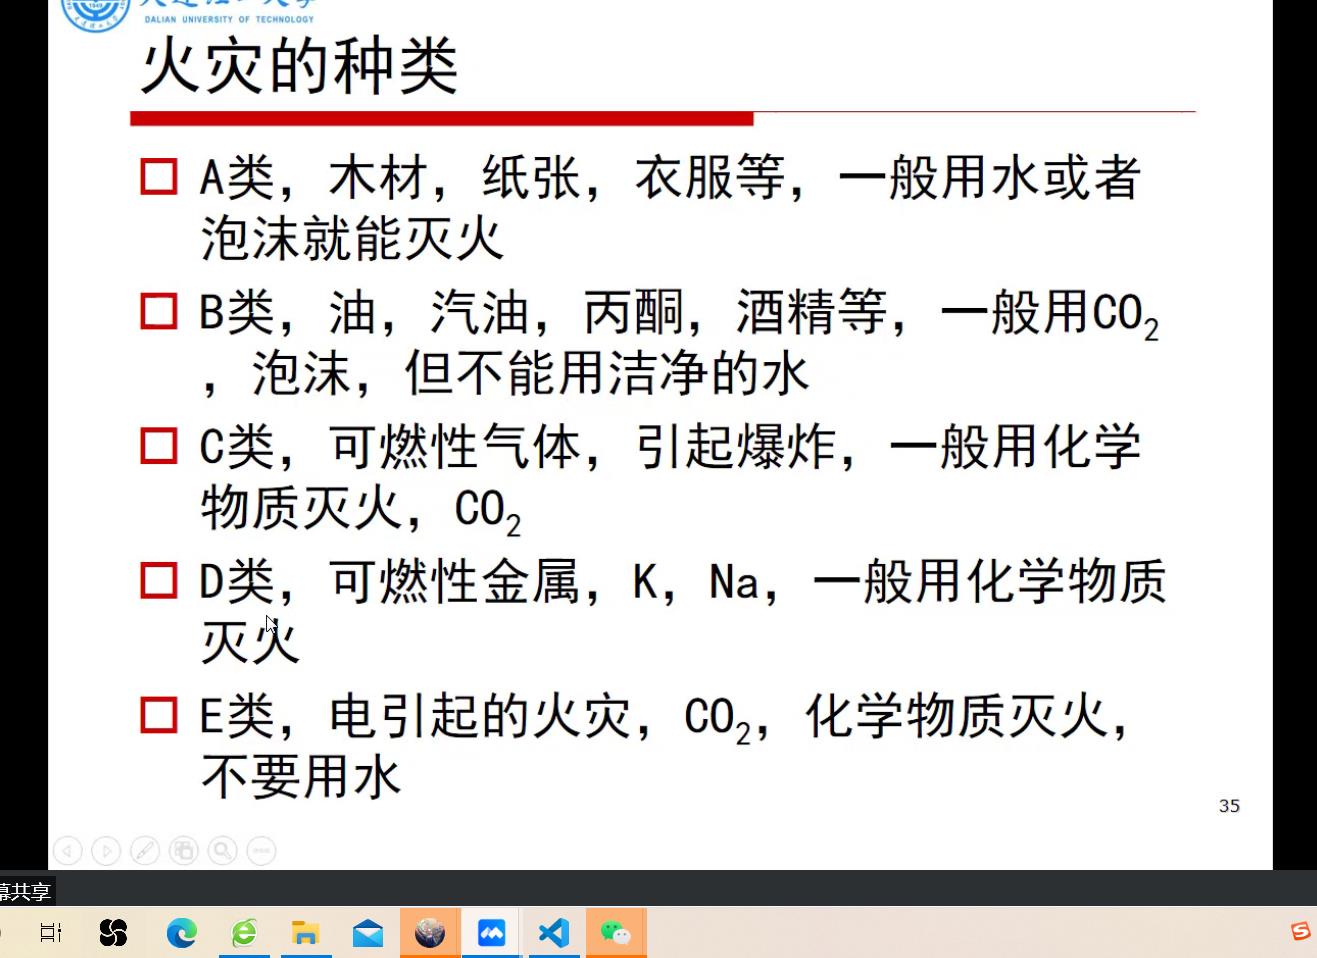 DALIAN UNIVERSITY OF TECHNOLOGY
火灾的种类
A类，木材，纸张，衣服等，一般用水或者
泡沫就能灭火
B类，油，汽油，丙酮，酒精等，一般用CO₂
，泡沫，但不能用洁净的水
C类，可燃性气体，引起爆炸，一般用化学
物质灭火，CO₂
D类，可燃性金属，K，Na，一般用化学物质
灭火
E类，电引起的火灾，CO₂，化学物质灭火，
不要用水
35
幕共享